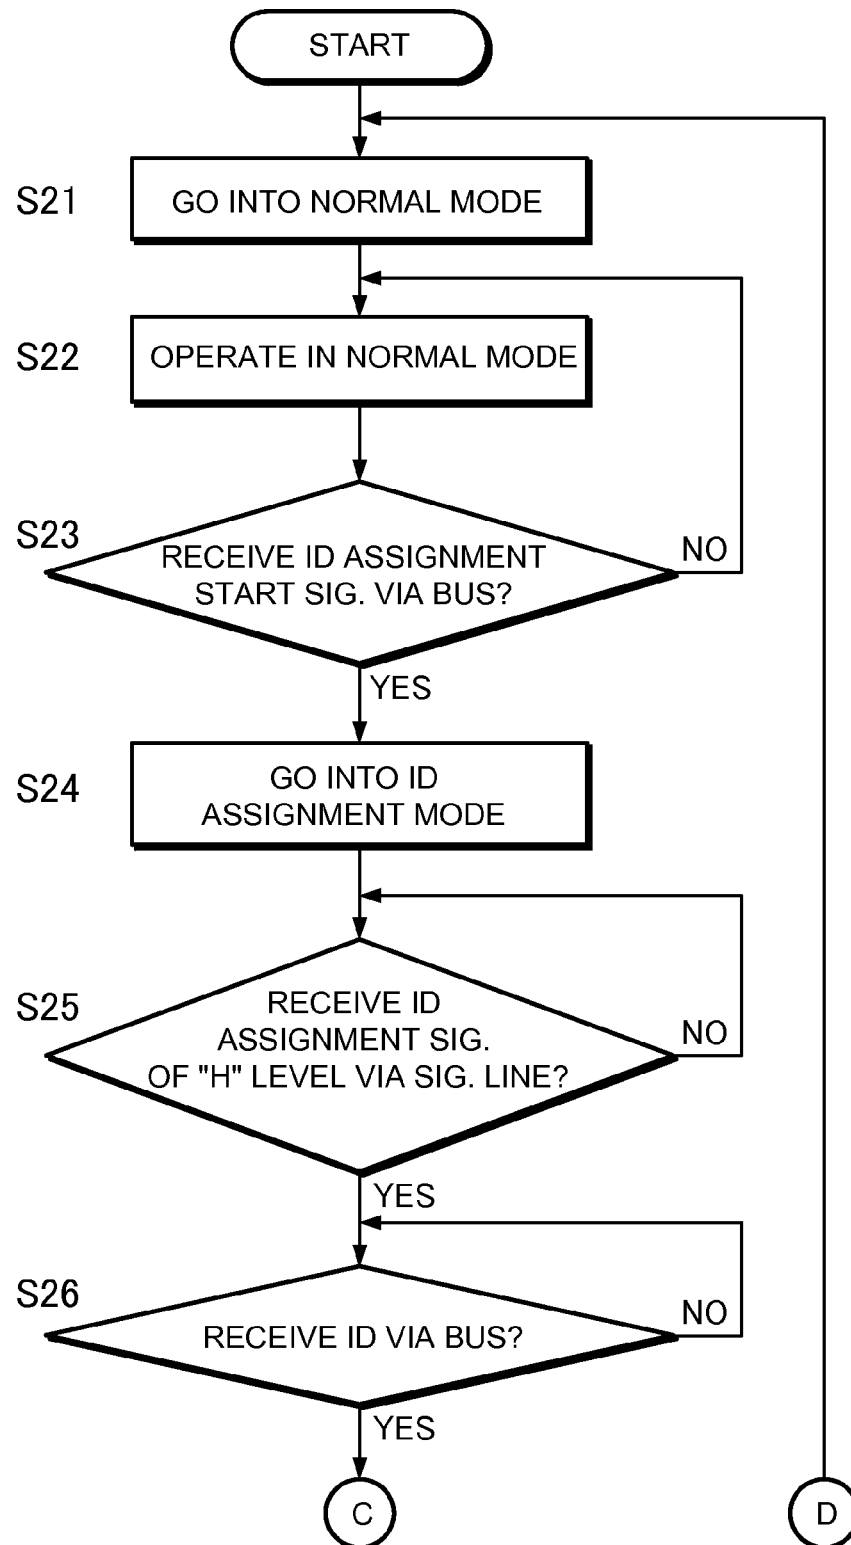 START
S21
GO INTO NORMAL MODE
S22
OPERATE IN NORMAL MODE
S23
RECEIVE ID ASSIGNMENT
START SIG. VIA BUS?
NO
YES
S24
GO INTO ID
ASSIGNMENT MODE
S25
RECEIVE ID
ASSIGNMENT SIG.
OF "H" LEVEL VIA SIG. LINE?
NO
YES
S26
RECEIVE ID VIA BUS?
NO
YES
C
D